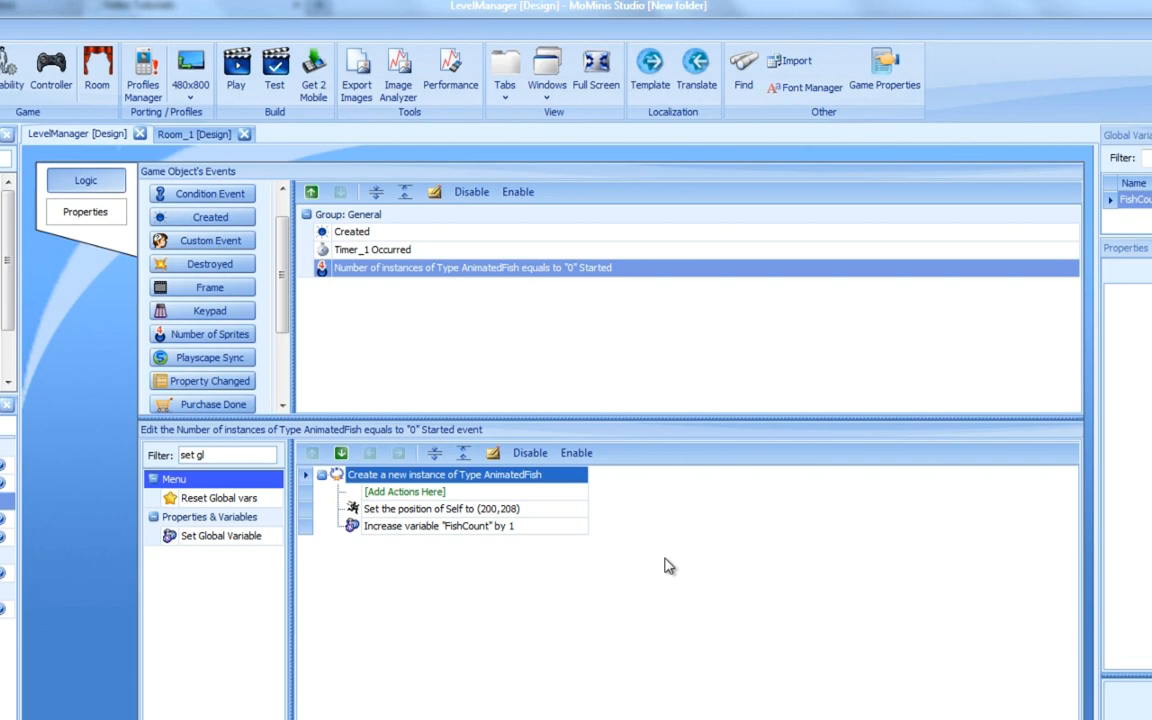 LevelManager [Design] - MoMinis Studio [New folder]
ability Controller Room Profiles Manager 480x800 Play Test Get 2 Mobile Export Images Image Analyzer Performance Tabs Windows Full Screen Template Translate Find Import Font Manager Game Properties
Game Porting / Profiles Build Tools View Localization Other
LevelManager [Design] Room_1 [Design] Global Varia
Logic
Properties
Game Object's Events
Filter:
Condition Event
Created
Custom Event
Destroyed
Frame
Keypad
Number of Sprites
Playscape Sync
Property Changed
Purchase Done
Disable Enable
Group: General
Created
Timer_1 Occurred
Number of instances of Type AnimatedFish equals to "0" Started
Name
FishCou
Properties
Edit the Number of instances of Type AnimatedFish equals to "0" Started event
Filter: set gl
Menu
Reset Global vars
Properties & Variables
Set Global Variable
Disable Enable
Create a new instance of Type AnimatedFish
[Add Actions Here]
Set the position of Self to (200,208)
Increase variable "FishCount" by 1